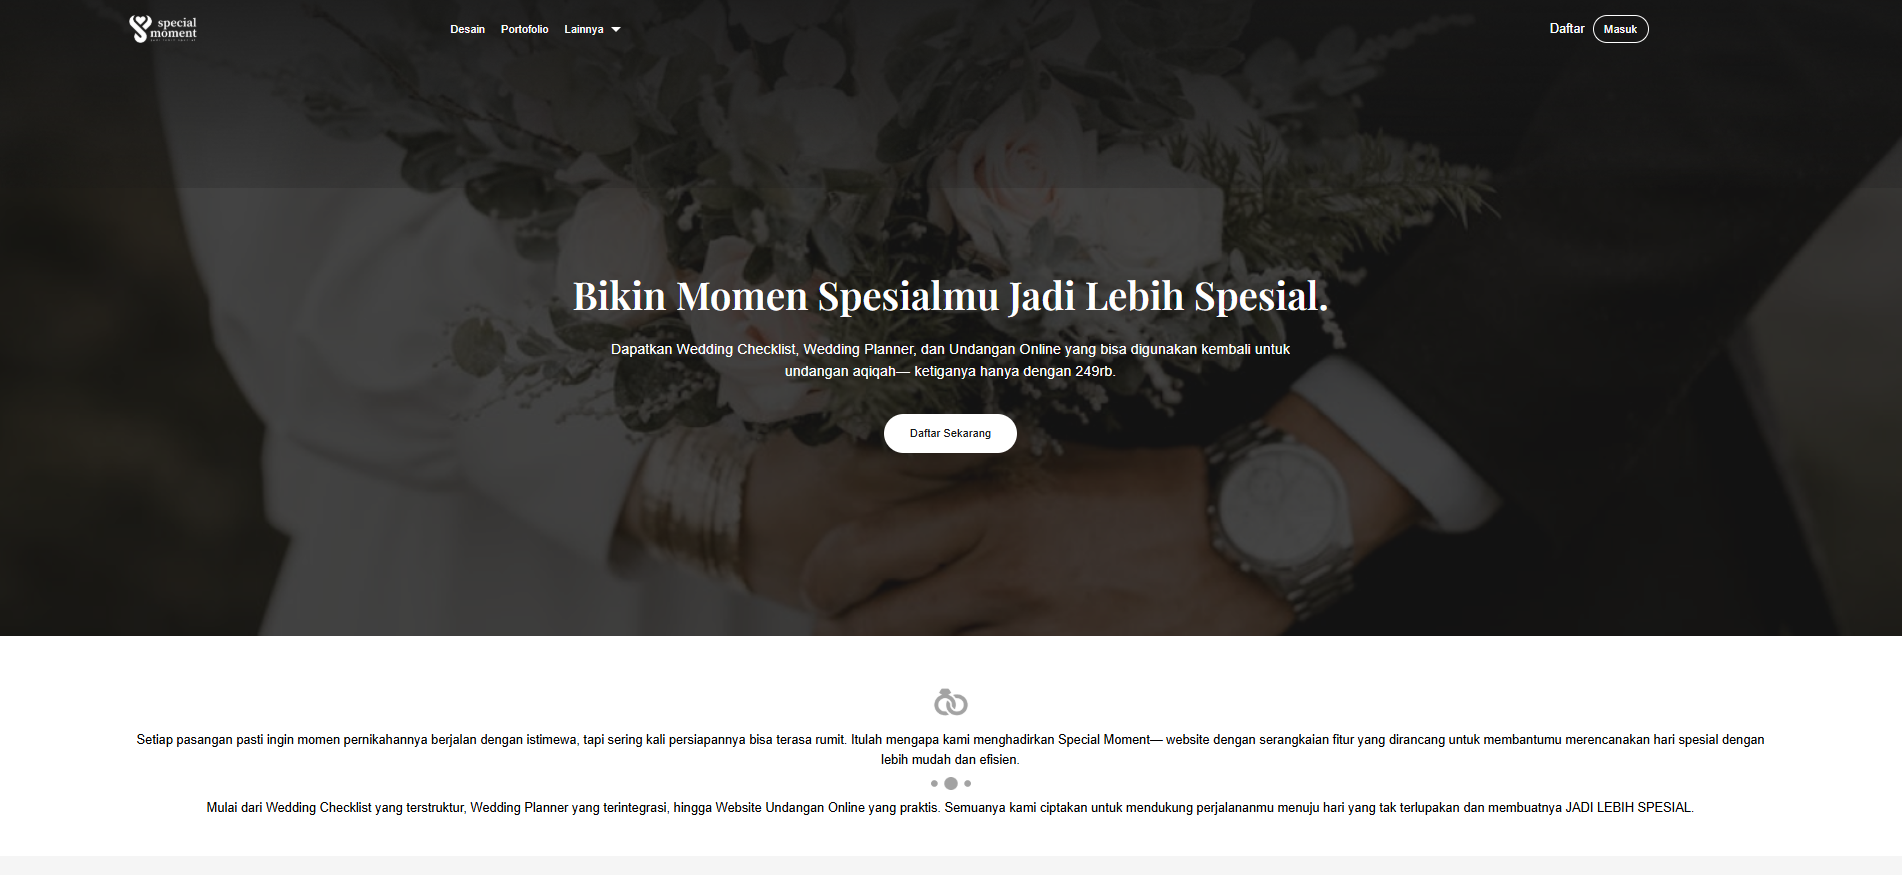 special
moment
Desain
Portofolio
Lainnya
Daftar
Masuk
Bikin Momen Spesialmu Jadi Lebih Spesial.
Dapatkan Wedding Checklist, Wedding Planner, dan Undangan Online yang bisa digunakan kembali untuk
undangan aqiqah— ketiganya hanya dengan 249rb.
Daftar Sekarang
Setiap pasangan pasti ingin momen pernikahannya berjalan dengan istimewa, tapi sering kali persiapannya bisa terasa rumit. Itulah mengapa kami menghadirkan Special Moment— website dengan serangkaian fitur yang dirancang untuk membantumu merencanakan hari spesial dengan
lebih mudah dan efisien.
Mulai dari Wedding Checklist yang terstruktur, Wedding Planner yang terintegrasi, hingga Website Undangan Online yang praktis. Semuanya kami ciptakan untuk mendukung perjalananmu menuju hari yang tak terlupakan dan membuatnya JADI LEBIH SPESIAL.